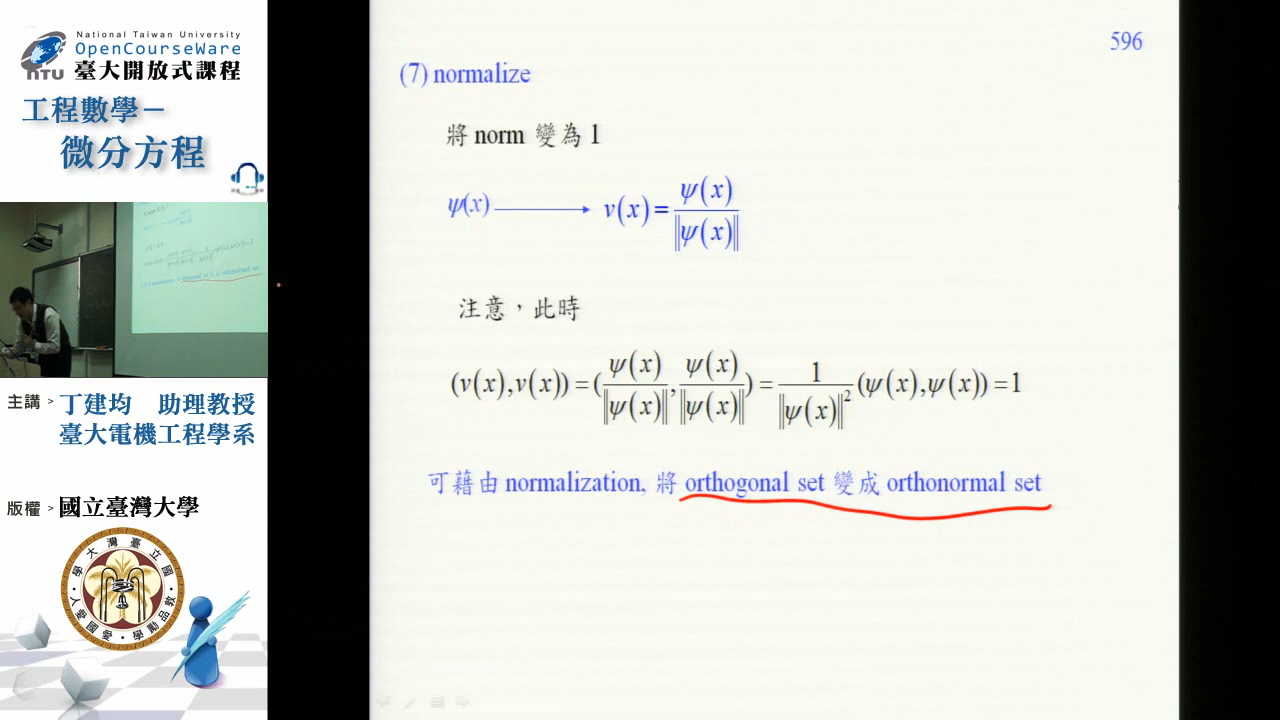 National Taiwan University
OpenCourseWare
NTU
臺大開放式課程
工程數學－
微分方程
主講 > 丁建均 助理教授
臺大電機工程學系
版權 > 國立臺灣大學
596
(7) normalize
將 norm 變為 1
ψ(x) → v(x) = ψ(x) / ‖ψ(x)‖
注意，此時
(v(x), v(x)) = (ψ(x) / ‖ψ(x)‖, ψ(x) / ‖ψ(x)‖) = 1 / ‖ψ(x)‖² (ψ(x), ψ(x)) = 1
可藉由 normalization, 將 orthogonal set 變成 orthonormal set